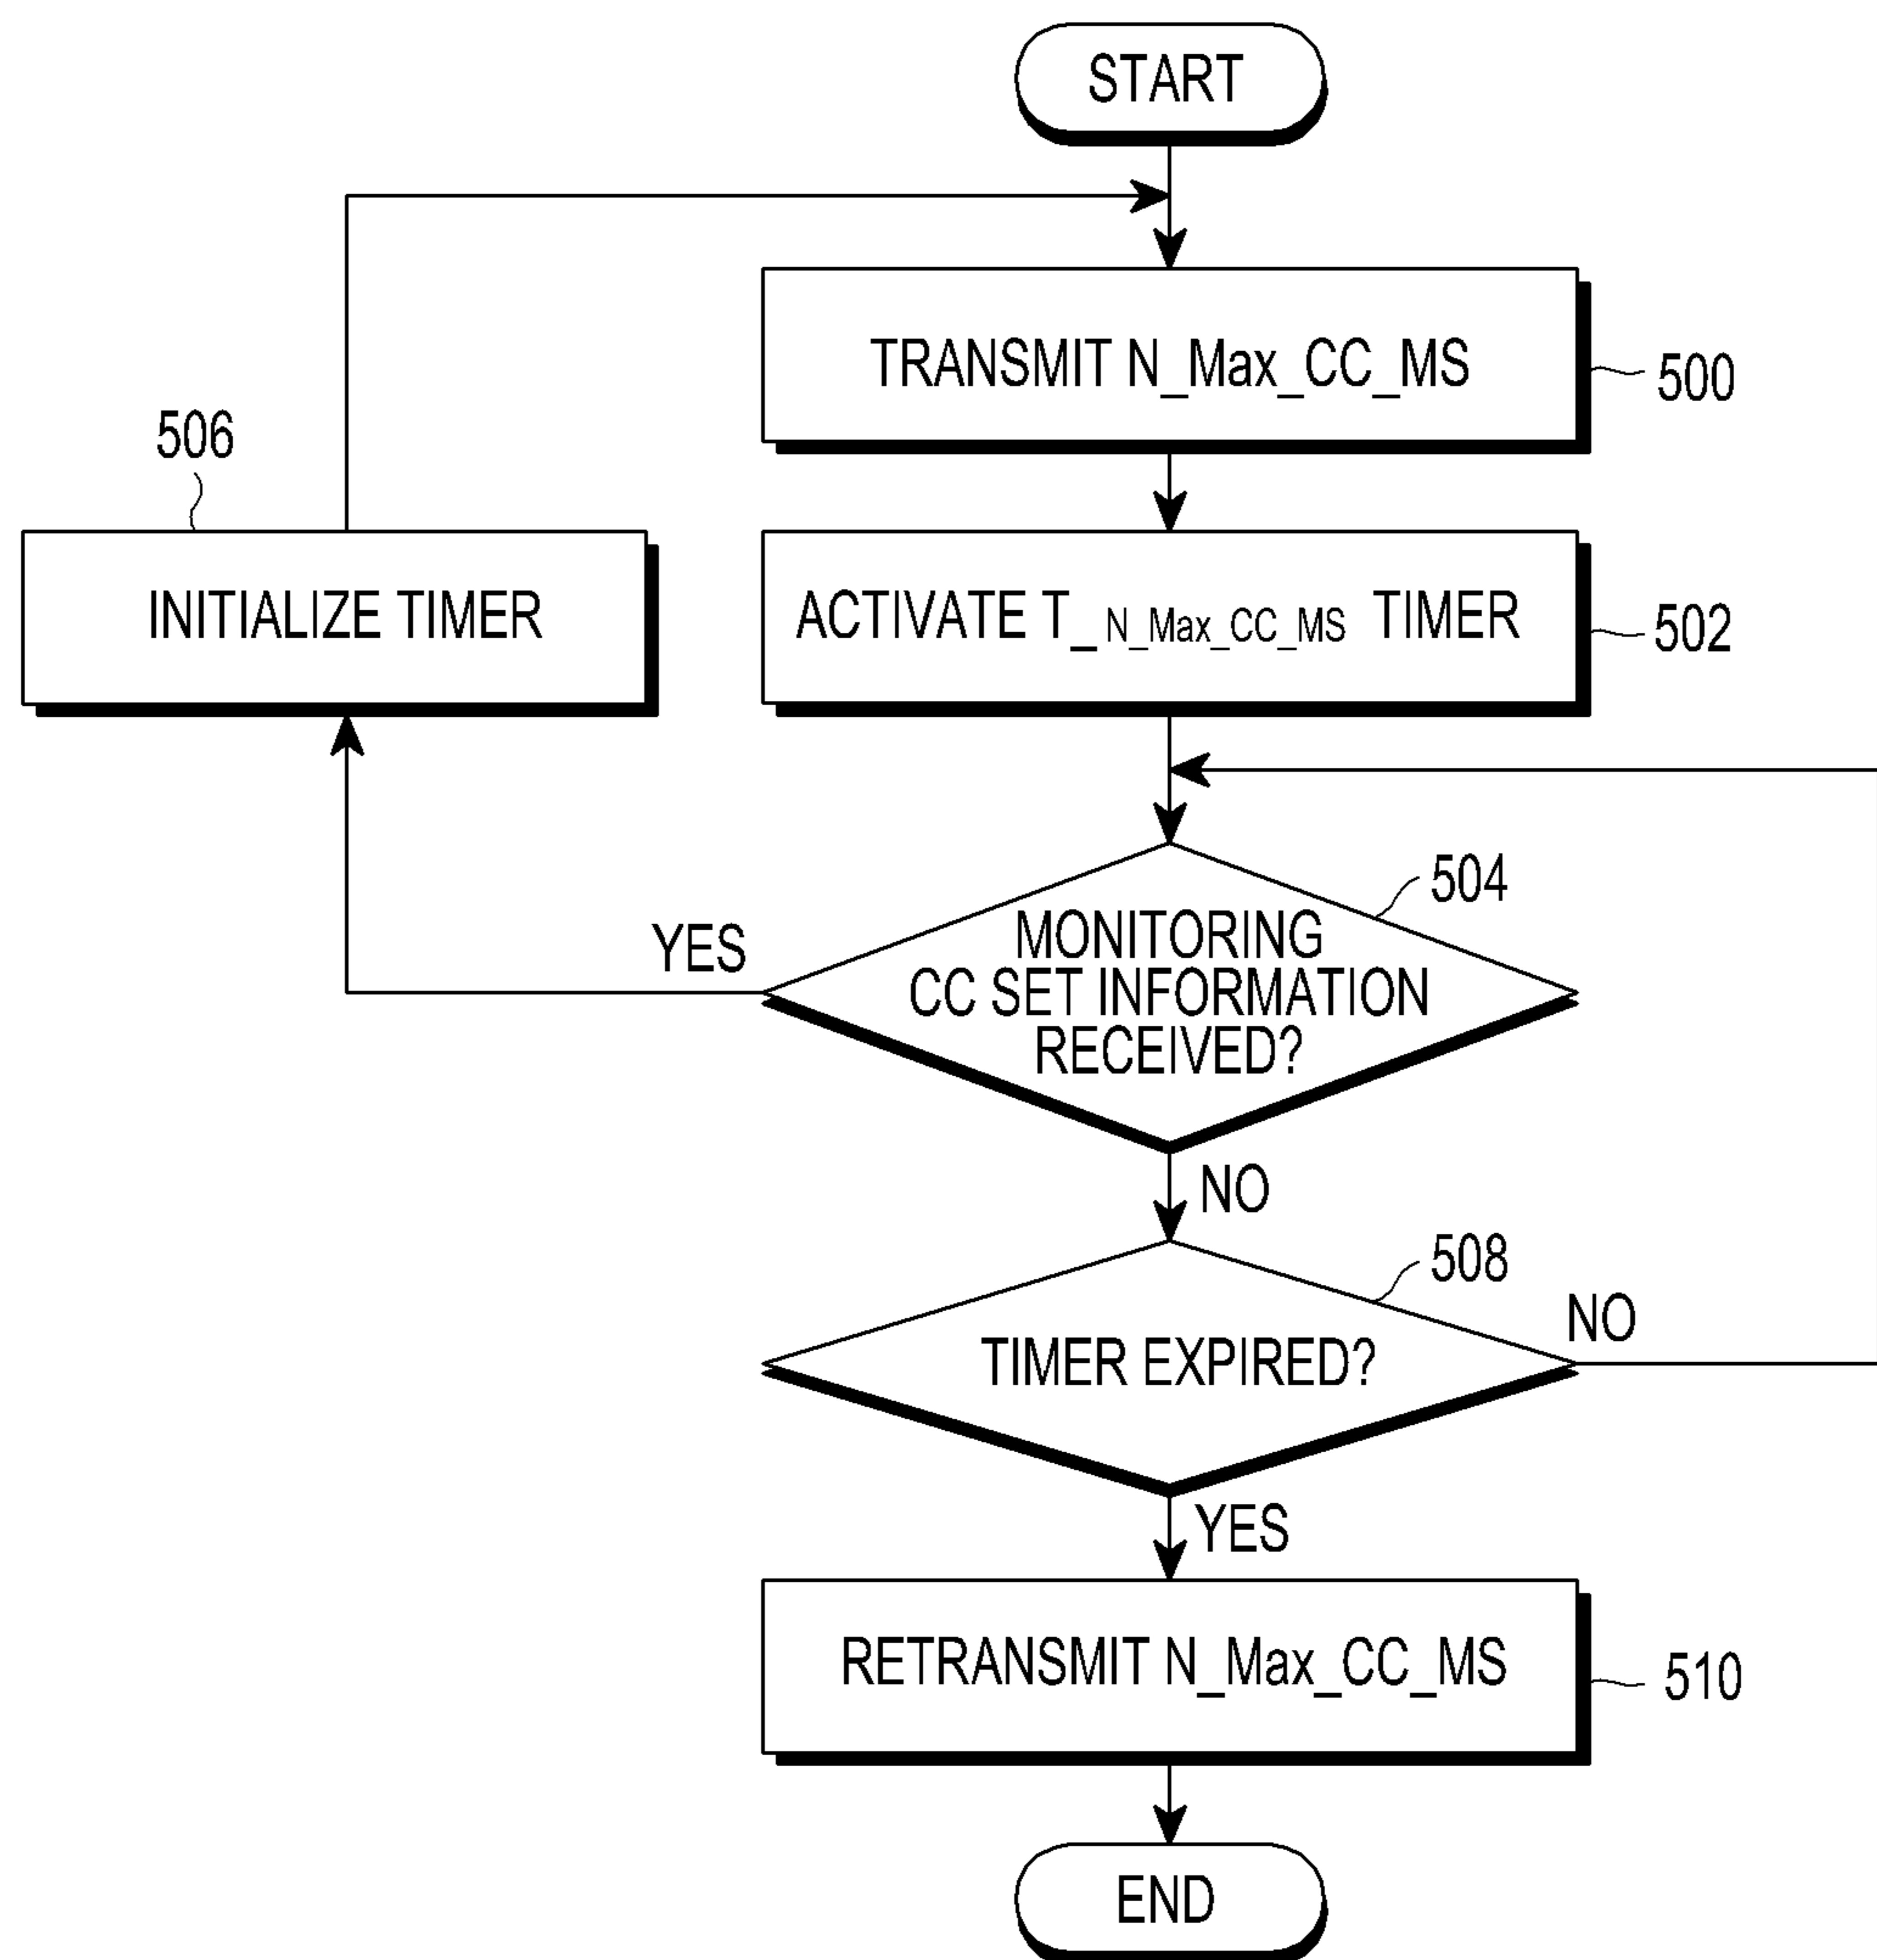 START
TRANSMIT N_Max_CC_MS
500
506
INITIALIZE TIMER
ACTIVATE T_N_Max_CC_MS TIMER
502
504
MONITORING
CC SET INFORMATION
RECEIVED?
YES
NO
508
TIMER EXPIRED?
NO
YES
RETRANSMIT N_Max_CC_MS
510
END